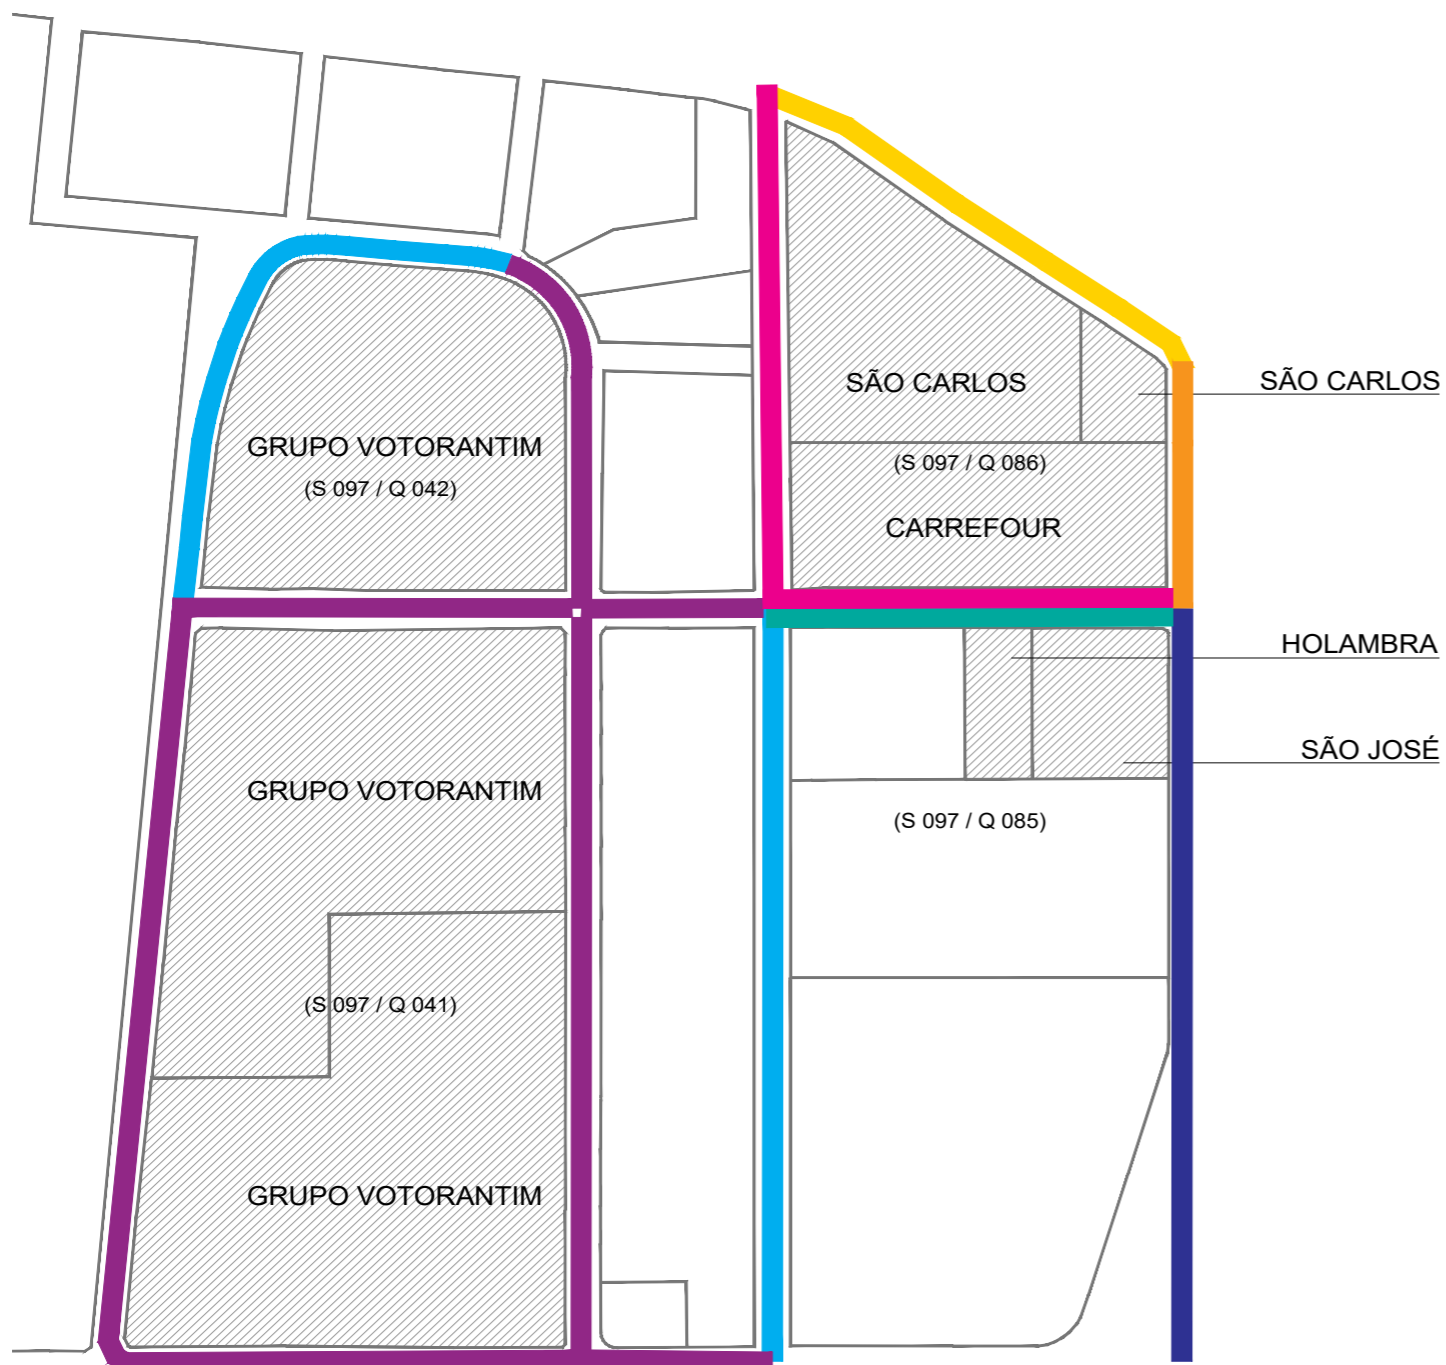 SÃO CARLOS
SÃO CARLOS
GRUPO VOTORANTIM
(S 097 / Q 042)
(S 097 / Q 086)
CARREFOUR
HOLAMBRA
SÃO JOSÉ
GRUPO VOTORANTIM
(S 097 / Q 085)
(S 097 / Q 041)
GRUPO VOTORANTIM